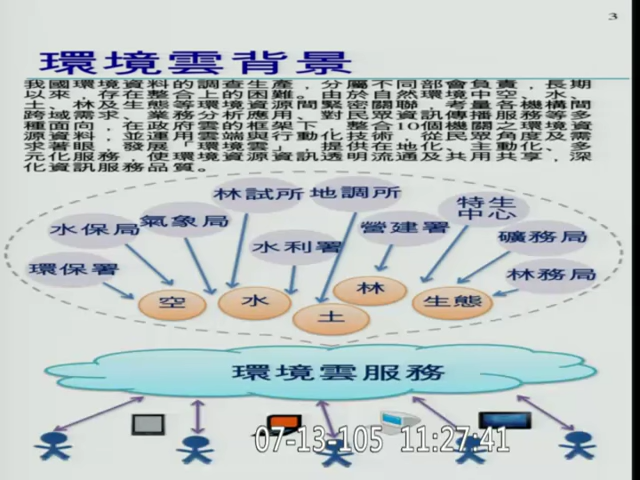 3
環境雲背景
我國環境資料的調查生產，分屬不同部會負責，長期
以來，存在整合上的困難。由於自然環境中空、水、
土、林及生態等環境資源間緊密關聯，考量各機構間
跨域需求、業務分析應用、對民眾資訊傳播服務等多
種面向，在政府雲的框架下，整合10個機關之環境資
源資料，並運用雲端與行動化技術，從民眾角度及需
求著眼，發展「環境雲」，提供在地化、主動化、多
元化服務，使環境資源資訊透明流通及共用共享，深
化資訊服務品質。
林試所 地調所
水保局 氣象局 水利署 營建署 特生
中心
環保署 礦務局
林務局
空 水 土 林 生態
環境雲服務
07-13-105 11:27:41